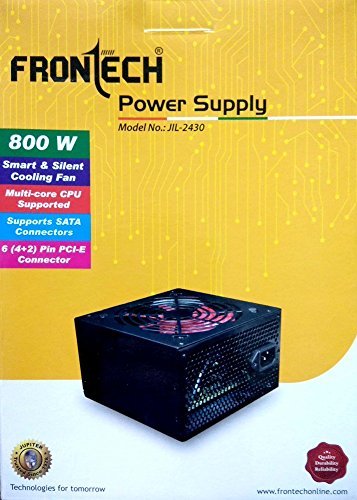 FRONTECH®
Power Supply
Model No.: JIL-2430
800 W
Smart & Silent
Cooling Fan
Multi-core CPU
Supported
Supports SATA
Connectors
6 (4+2) Pin PCI-E
Connector
JUPITER
Technologies for tomorrow
Quality
Durability
Reliability
www.frontechonline.com